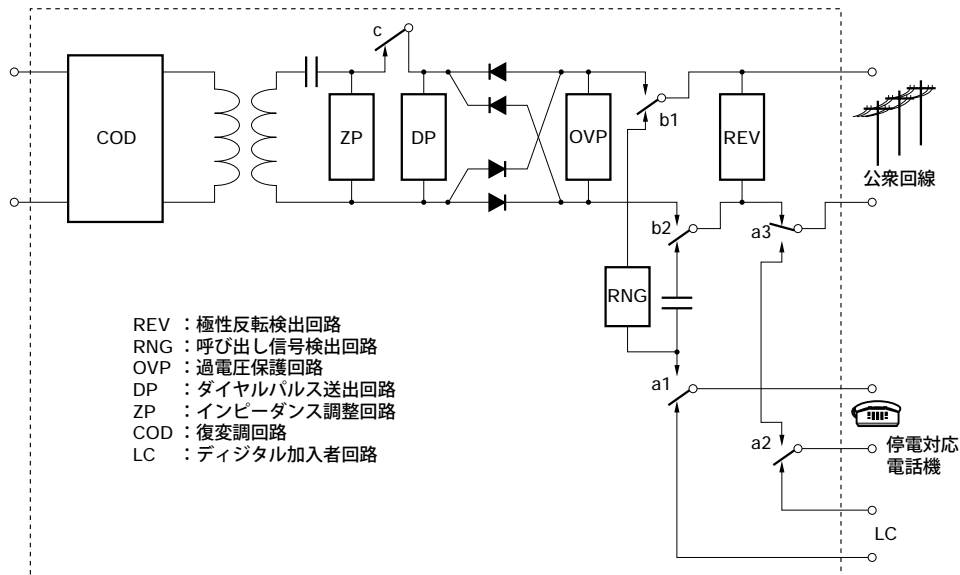 c
COD
ZP
DP
OVP
b1
REV
公衆回線
b2
a3
RNG
REV ：極性反転検出回路
RNG ：呼び出し信号検出回路
OVP ：過電圧保護回路
DP ：ダイヤルパルス送出回路
ZP ：インピーダンス調整回路
COD ：復変調回路
LC ：ディジタル加入者回路
a1
a2
停電対応
電話機
LC